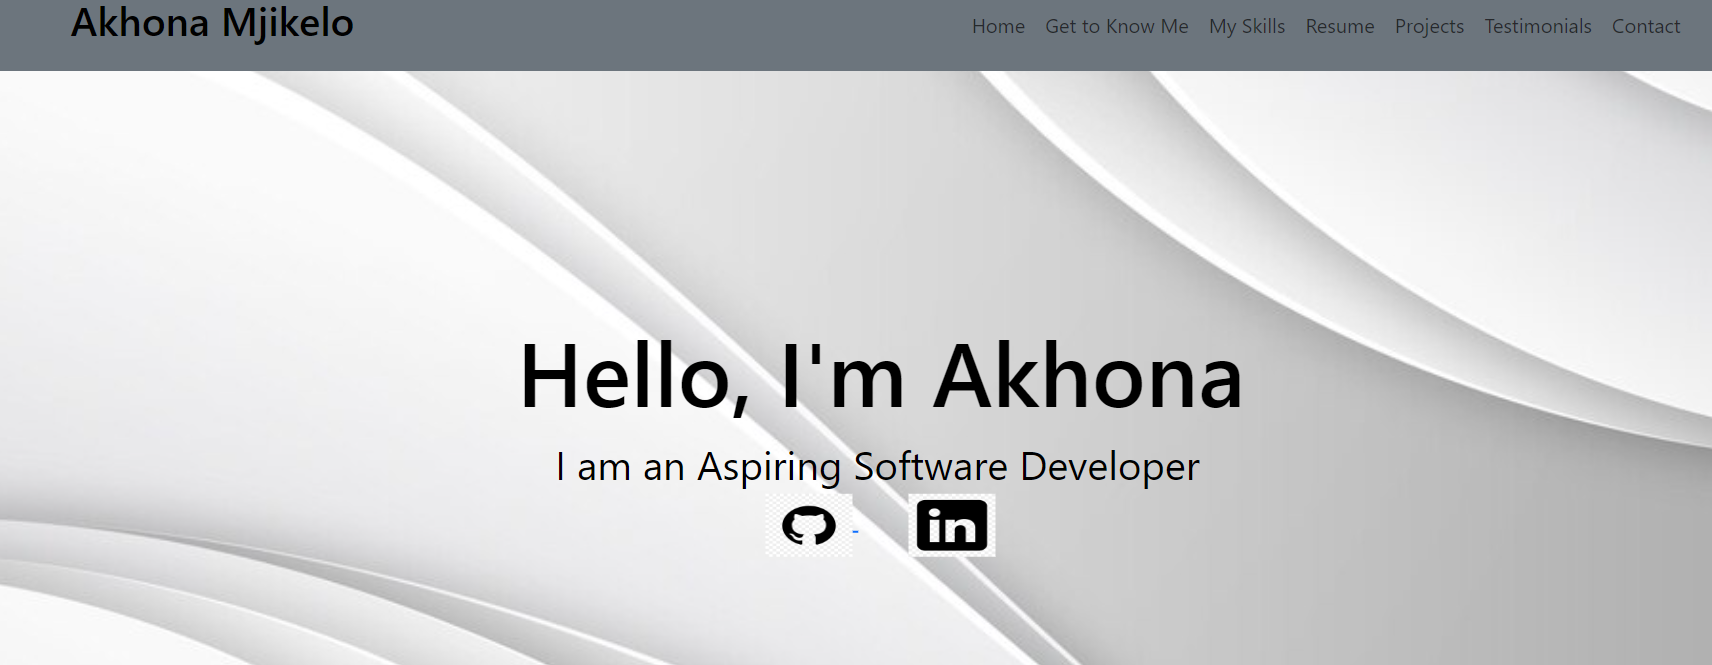 Akhona Mjikelo
Home Get to Know Me My Skills Resume Projects Testimonials Contact
Hello, I'm Akhona
I am an Aspiring Software Developer
in